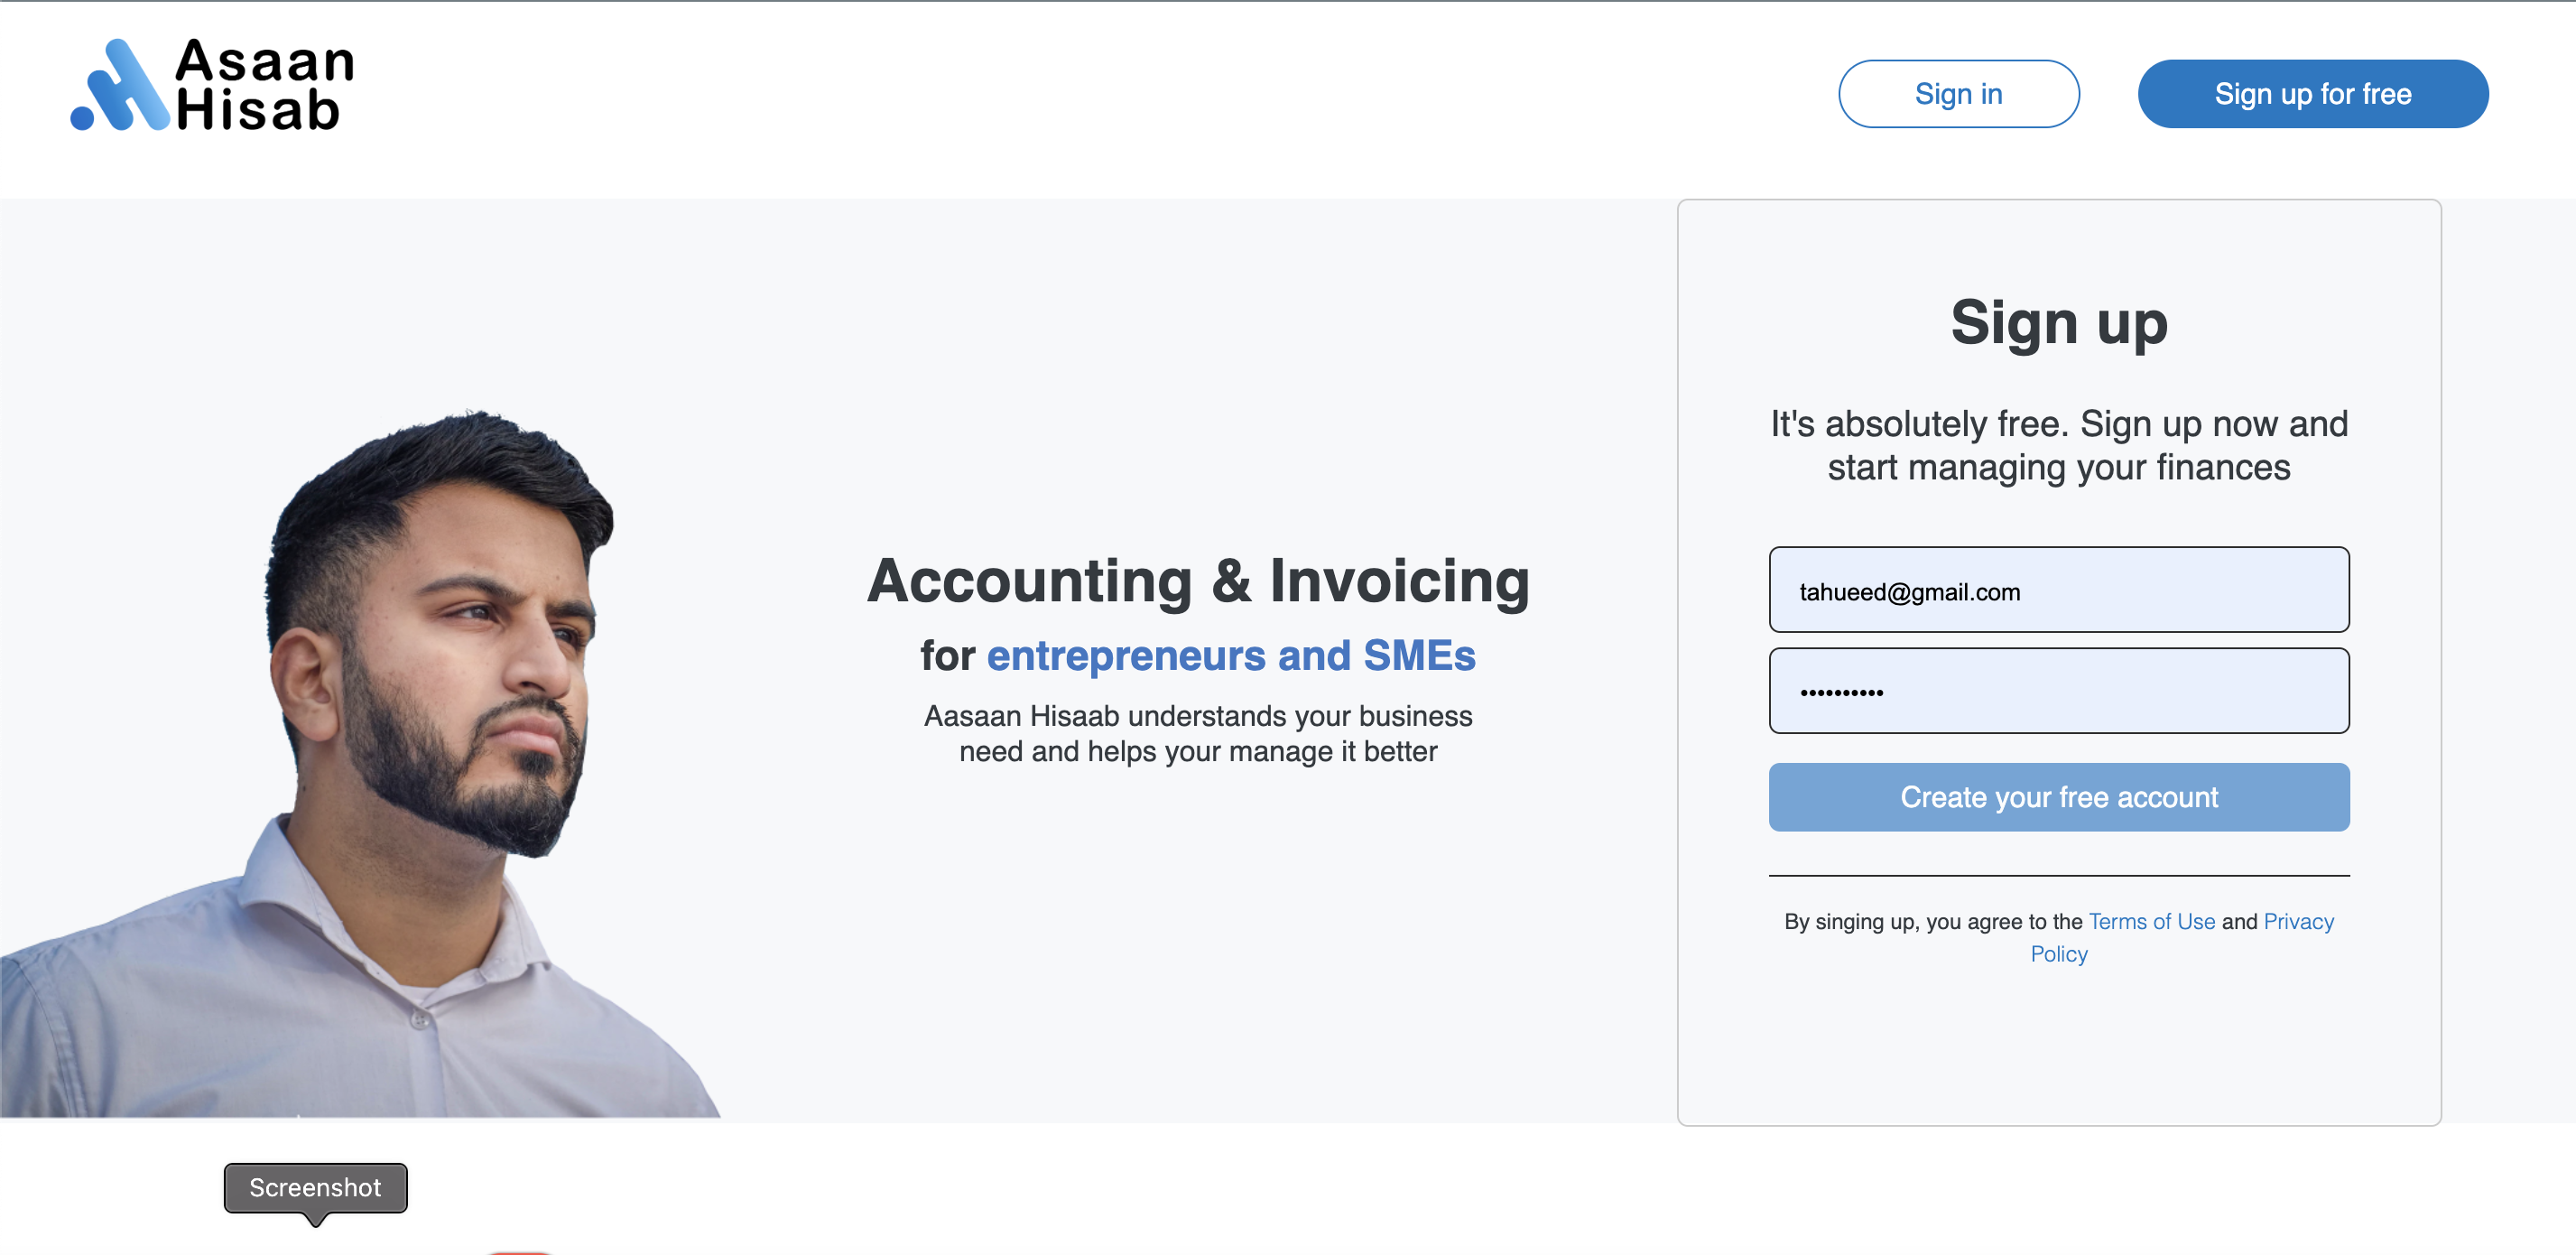 Asaan
Hisab
Sign in
Sign up for free
Accounting & Invoicing
for entrepreneurs and SMEs
Aasaan Hisaab understands your business
need and helps your manage it better
Sign up
It's absolutely free. Sign up now and
start managing your finances
tahueed@gmail.com
••••••••••
Create your free account
By singing up, you agree to the Terms of Use and Privacy
Policy
Screenshot